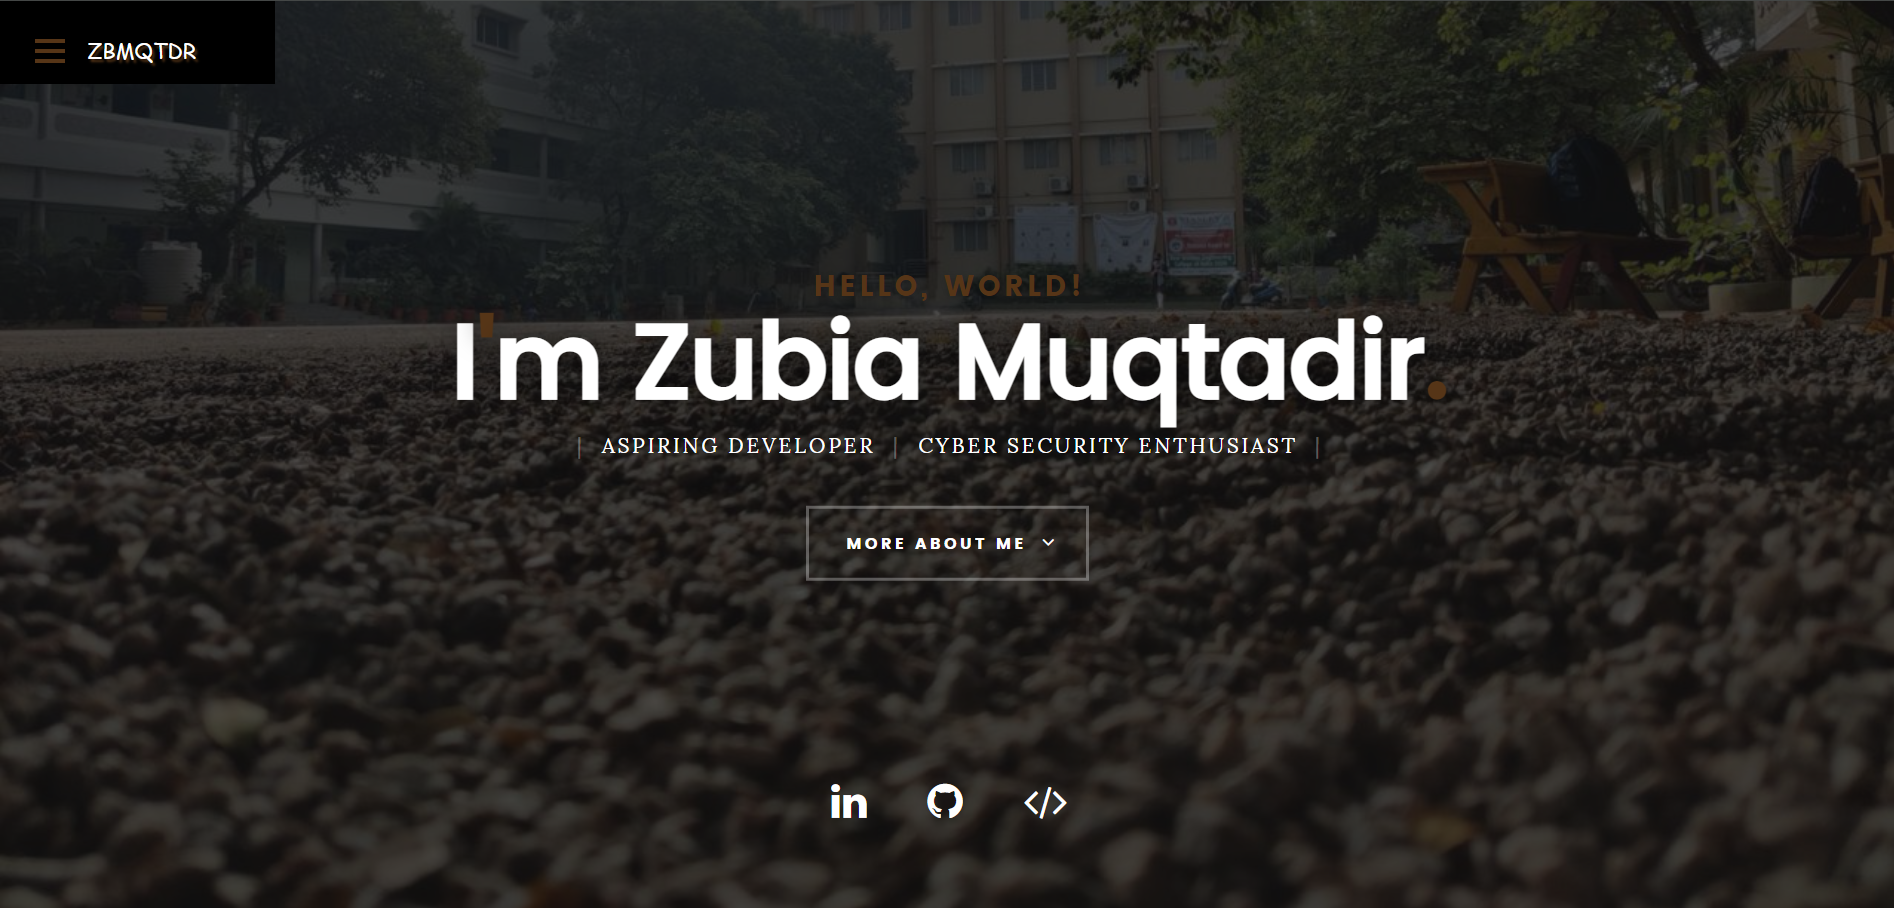 ZBMQTDR
HELLO, WORLD!
I'm Zubia Muqtadir.
| ASPIRING DEVELOPER | CYBER SECURITY ENTHUSIAST |
MORE ABOUT ME
in
</>